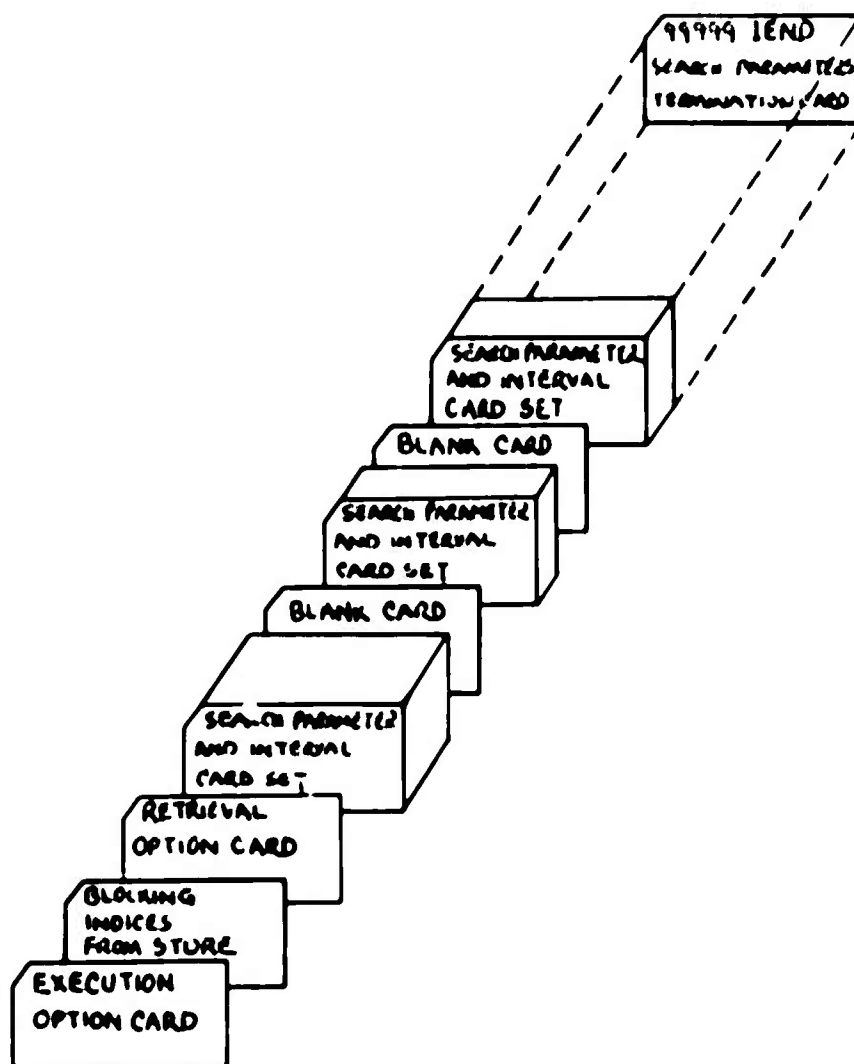 99999 IEND
SEARCH PARAMETERS
TERMINATION CARD
SEARCH PARAMETER
AND INTERVAL
CARD SET
BLANK CARD
SEARCH PARAMETER
AND INTERVAL
CARD SET
BLANK CARD
SEARCH PARAMETER
AND INTERVAL
CARD SET
RETRIEVAL
OPTION CARD
BLOCKING
INDICES
FROM STURE
EXECUTION
OPTION CARD